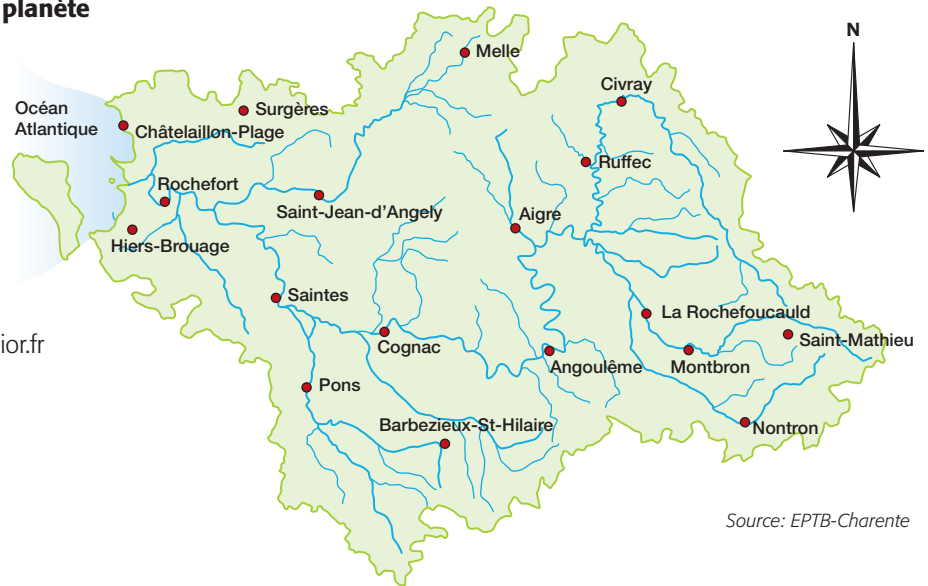 planète
N
Melle
Civray
Océan
Atlantique
Surgères
Châtelaillon-Plage
Ruffec
Rochefort
Saint-Jean-d'Angely
Aigre
Hiers-Brouage
Saintes
La Rochefoucauld
Saint-Mathieu
ior.fr
Cognac
Angoulême
Montbron
Pons
Barbezieux-St-Hilaire
Nontron
Source: EPTB-Charente